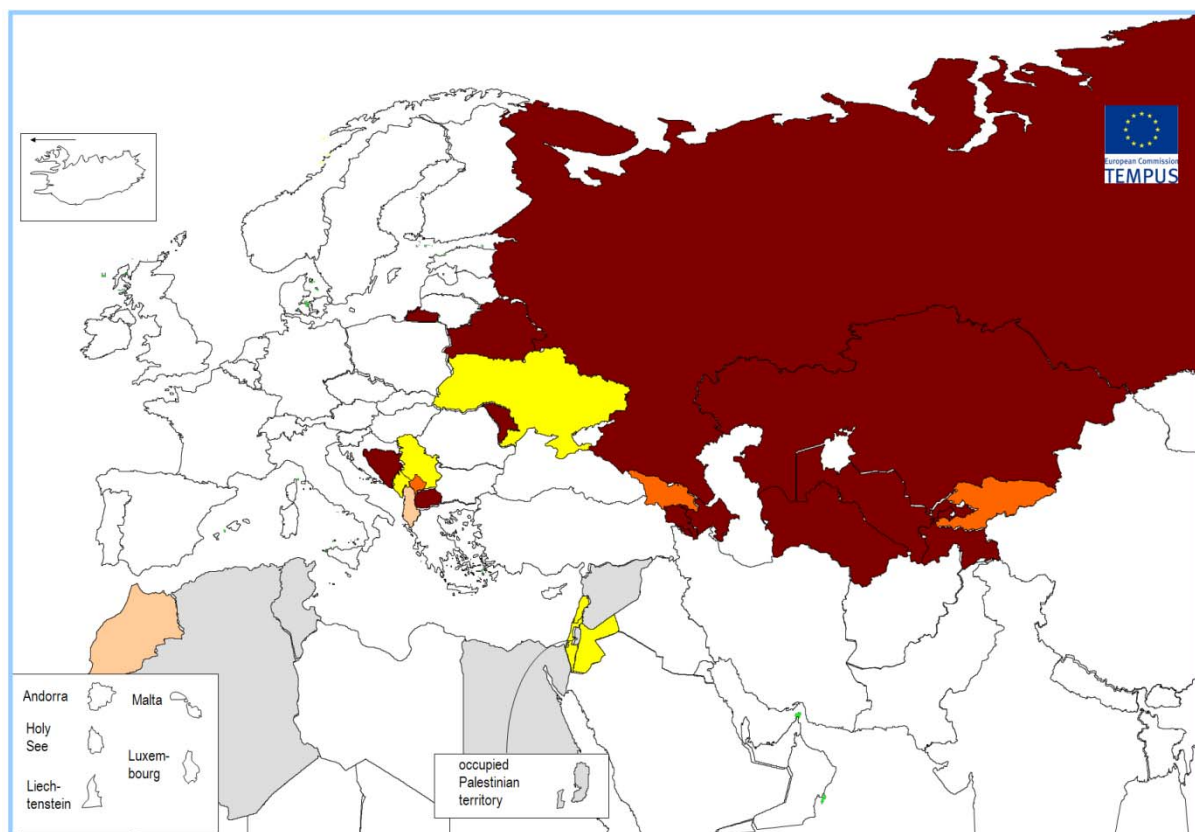 European Commission
TEMPUS
Andorra
Malta
Holy
See
Luxem-
bourg
Liech-
tenstein
occupied
Palestinian
territory